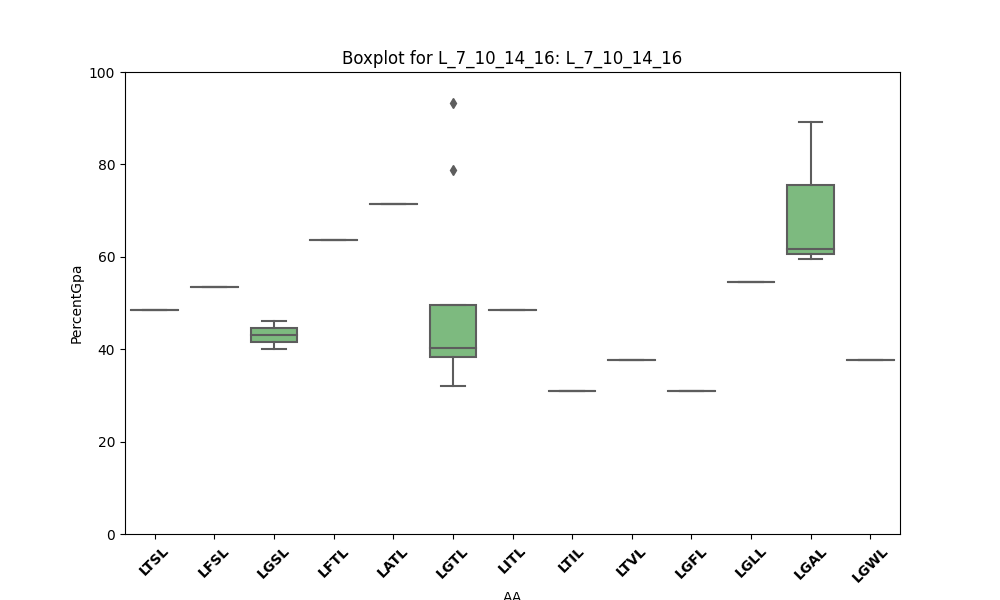 Boxplot for L_7_10_14_16: L_7_10_14_16
100
80
60
40
20
0
PercentGpa
LTSL LFSL LGSL LFTL LATL LGTL LITL LTIL LTVL LGFL LGLL LGAL LGWL
AA